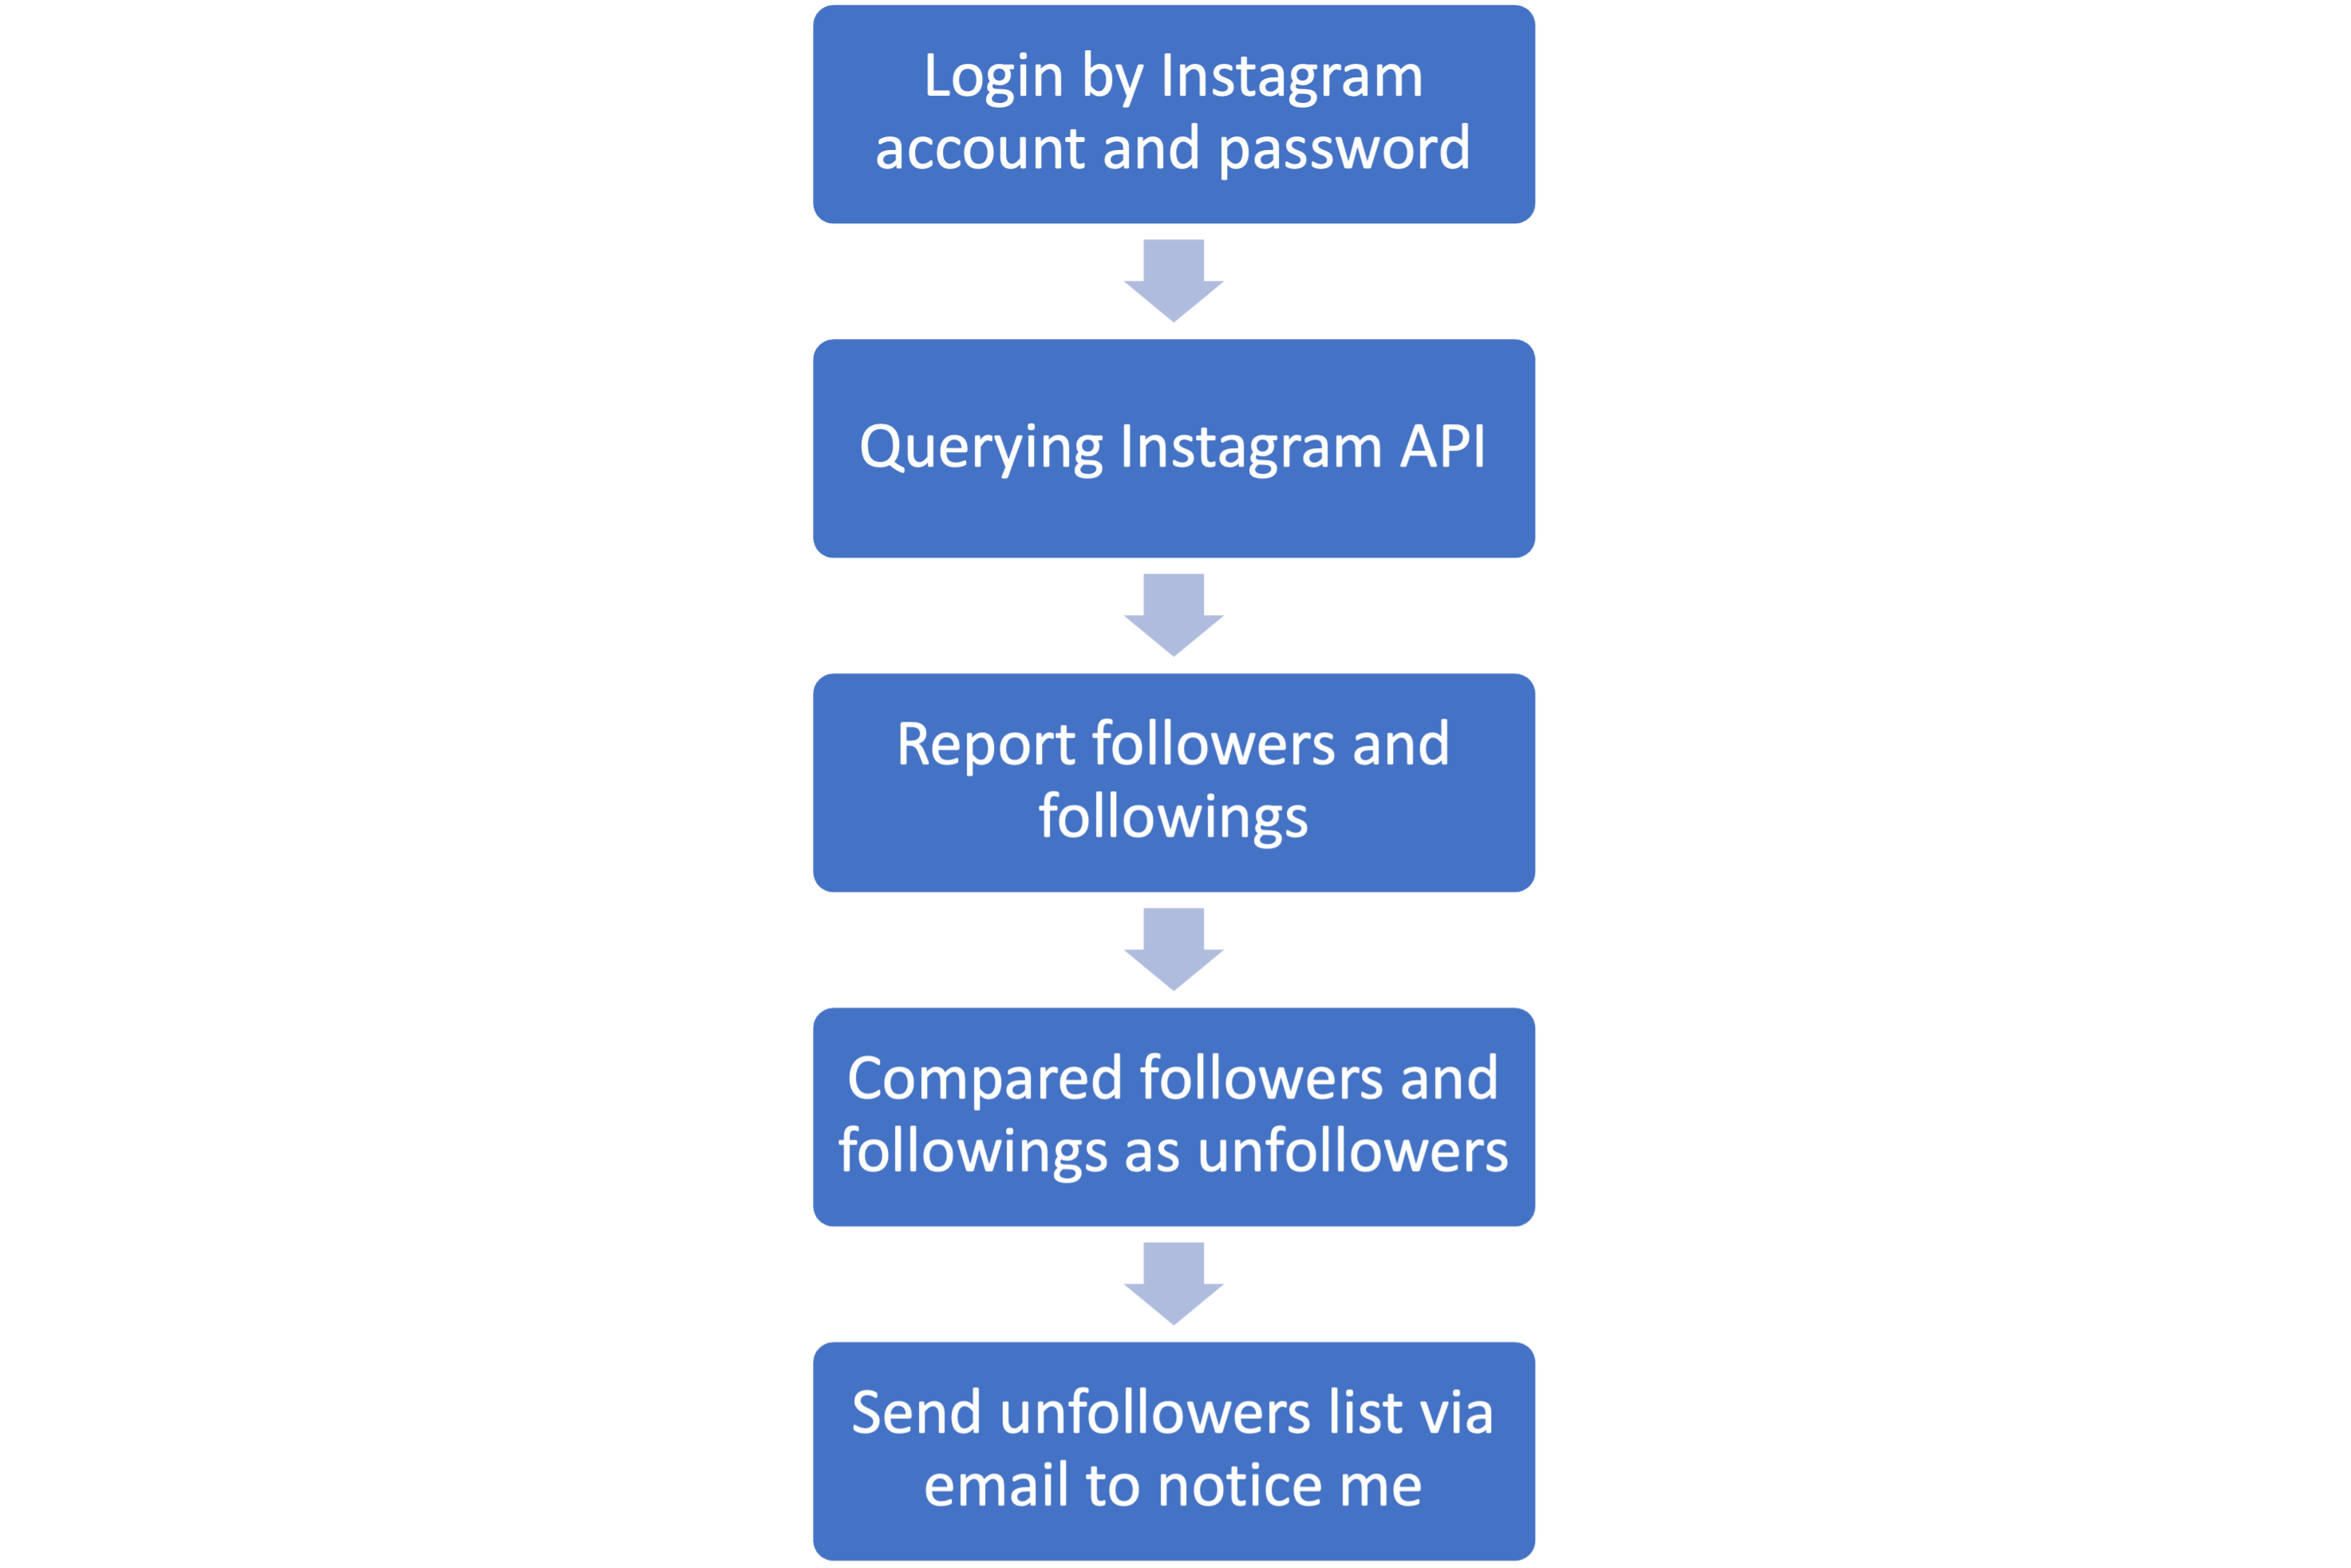 Login by Instagram
account and password
Querying Instagram API
Report followers and
followings
Compared followers and
followings as unfollowers
Send unfollowers list via
email to notice me